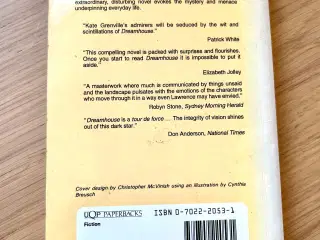 extraordinary, disturbing novel evokes the mystery and menace
underpinning everyday life.
"Kate Grenville's admirers will be seduced by the wit and
scintillations of Dreamhouse."
Patrick White
"This compelling novel is packed with surprises and flourishes.
Once you start to read Dreamhouse it is impossible to put it
aside."
Elizabeth Jolley
"A masterwork where much is communicated by things unsaid
and the landscape pulsates with the emotions of the characters
who move through it in a way even Lawrence may have envied."
Robyn Stone, Sydney Morning Herald
"Dreamhouse is a tour de force ... The integrity of vision shines
out of this dark star."
Don Anderson, National Times
Cover design by Christopher McVinish using an illustration by Cynthia
Breusch
UQP PAPERBACKS
Fiction
ISBN 0-7022-2053-1